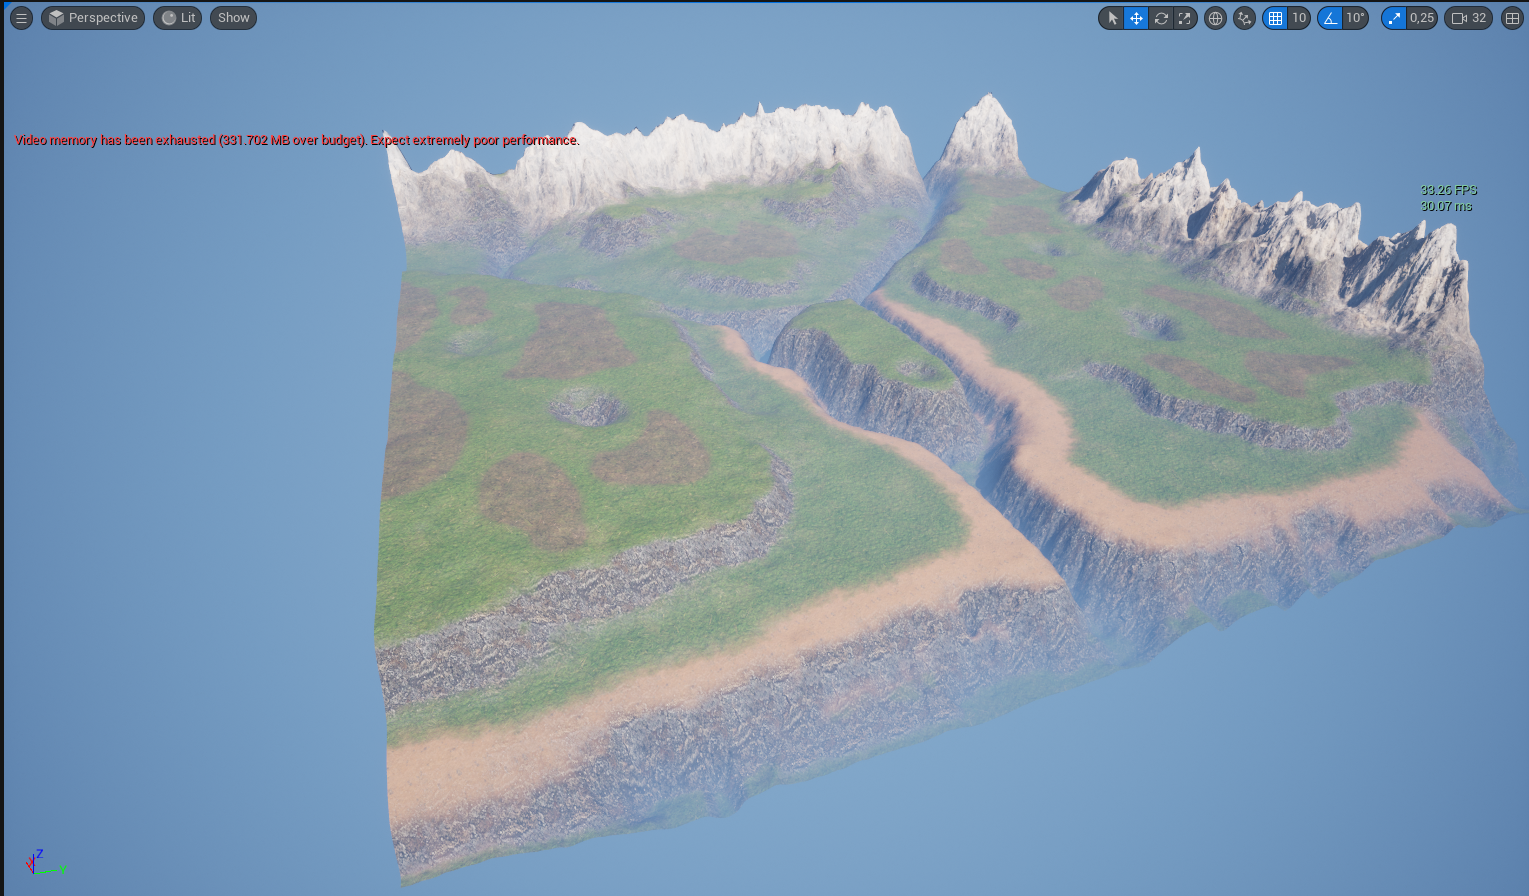 Perspective Lit Show 10 10° 0,25 32
Video memory has been exhausted (331.702 MB over budget). Expect extremely poor performance.
33.26 FPS
30.07 ms
Z
X Y